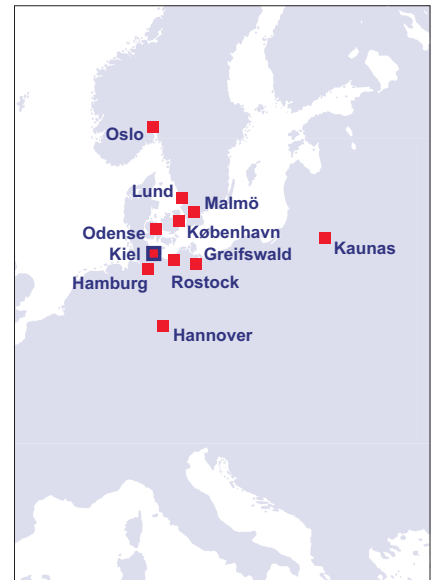 Oslo
Lund
Malmö
Odense
København
Kiel
Greifswald
Kaunas
Hamburg
Rostock
Hannover